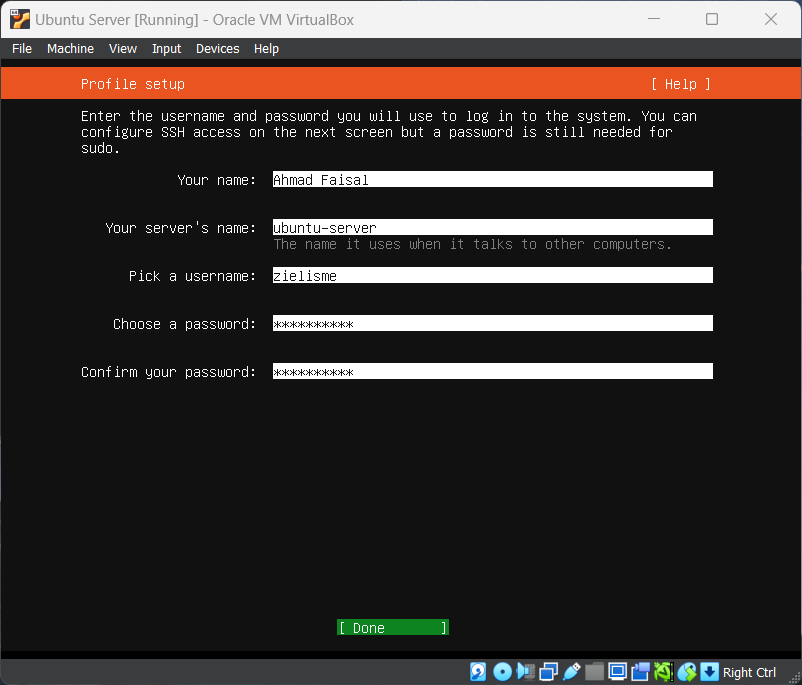 Ubuntu Server [Running] - Oracle VM VirtualBox
File Machine View Input Devices Help
Profile setup [ Help ]
Enter the username and password you will use to log in to the system. You can
configure SSH access on the next screen but a password is still needed for
sudo.
Your name: Ahmad Faisal
Your server's name: ubuntu-server
The name it uses when it talks to other computers.
Pick a username: zielisme
Choose a password: **********
Confirm your password: **********
[ Done ]
Right Ctrl